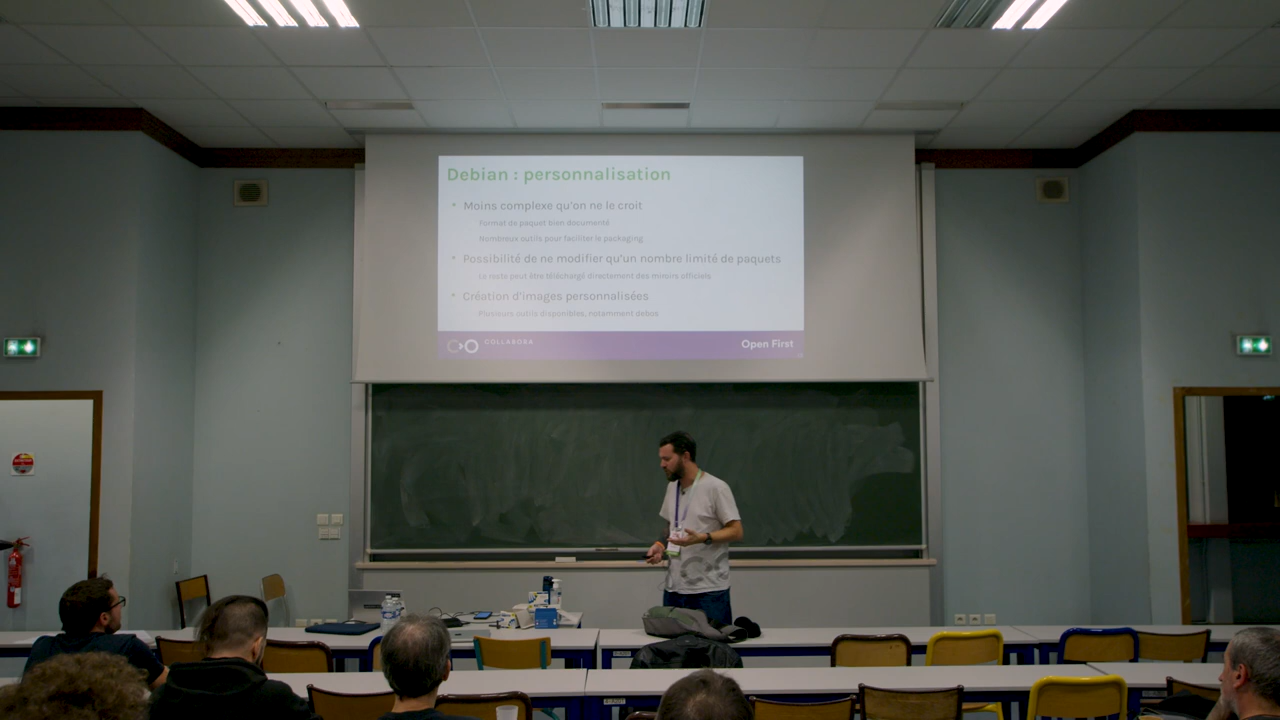 Debian : personnalisation
Moins complexe qu'on ne le croit
Format de paquet bien documenté
Nombreux outils pour faciliter le packaging
Possibilité de ne modifier qu'un nombre limité de paquets
Le reste peut être téléchargé directement des miroirs officiels
Création d'images personnalisées
Plusieurs outils disponibles, notamment debos
COLLABORA
Open First